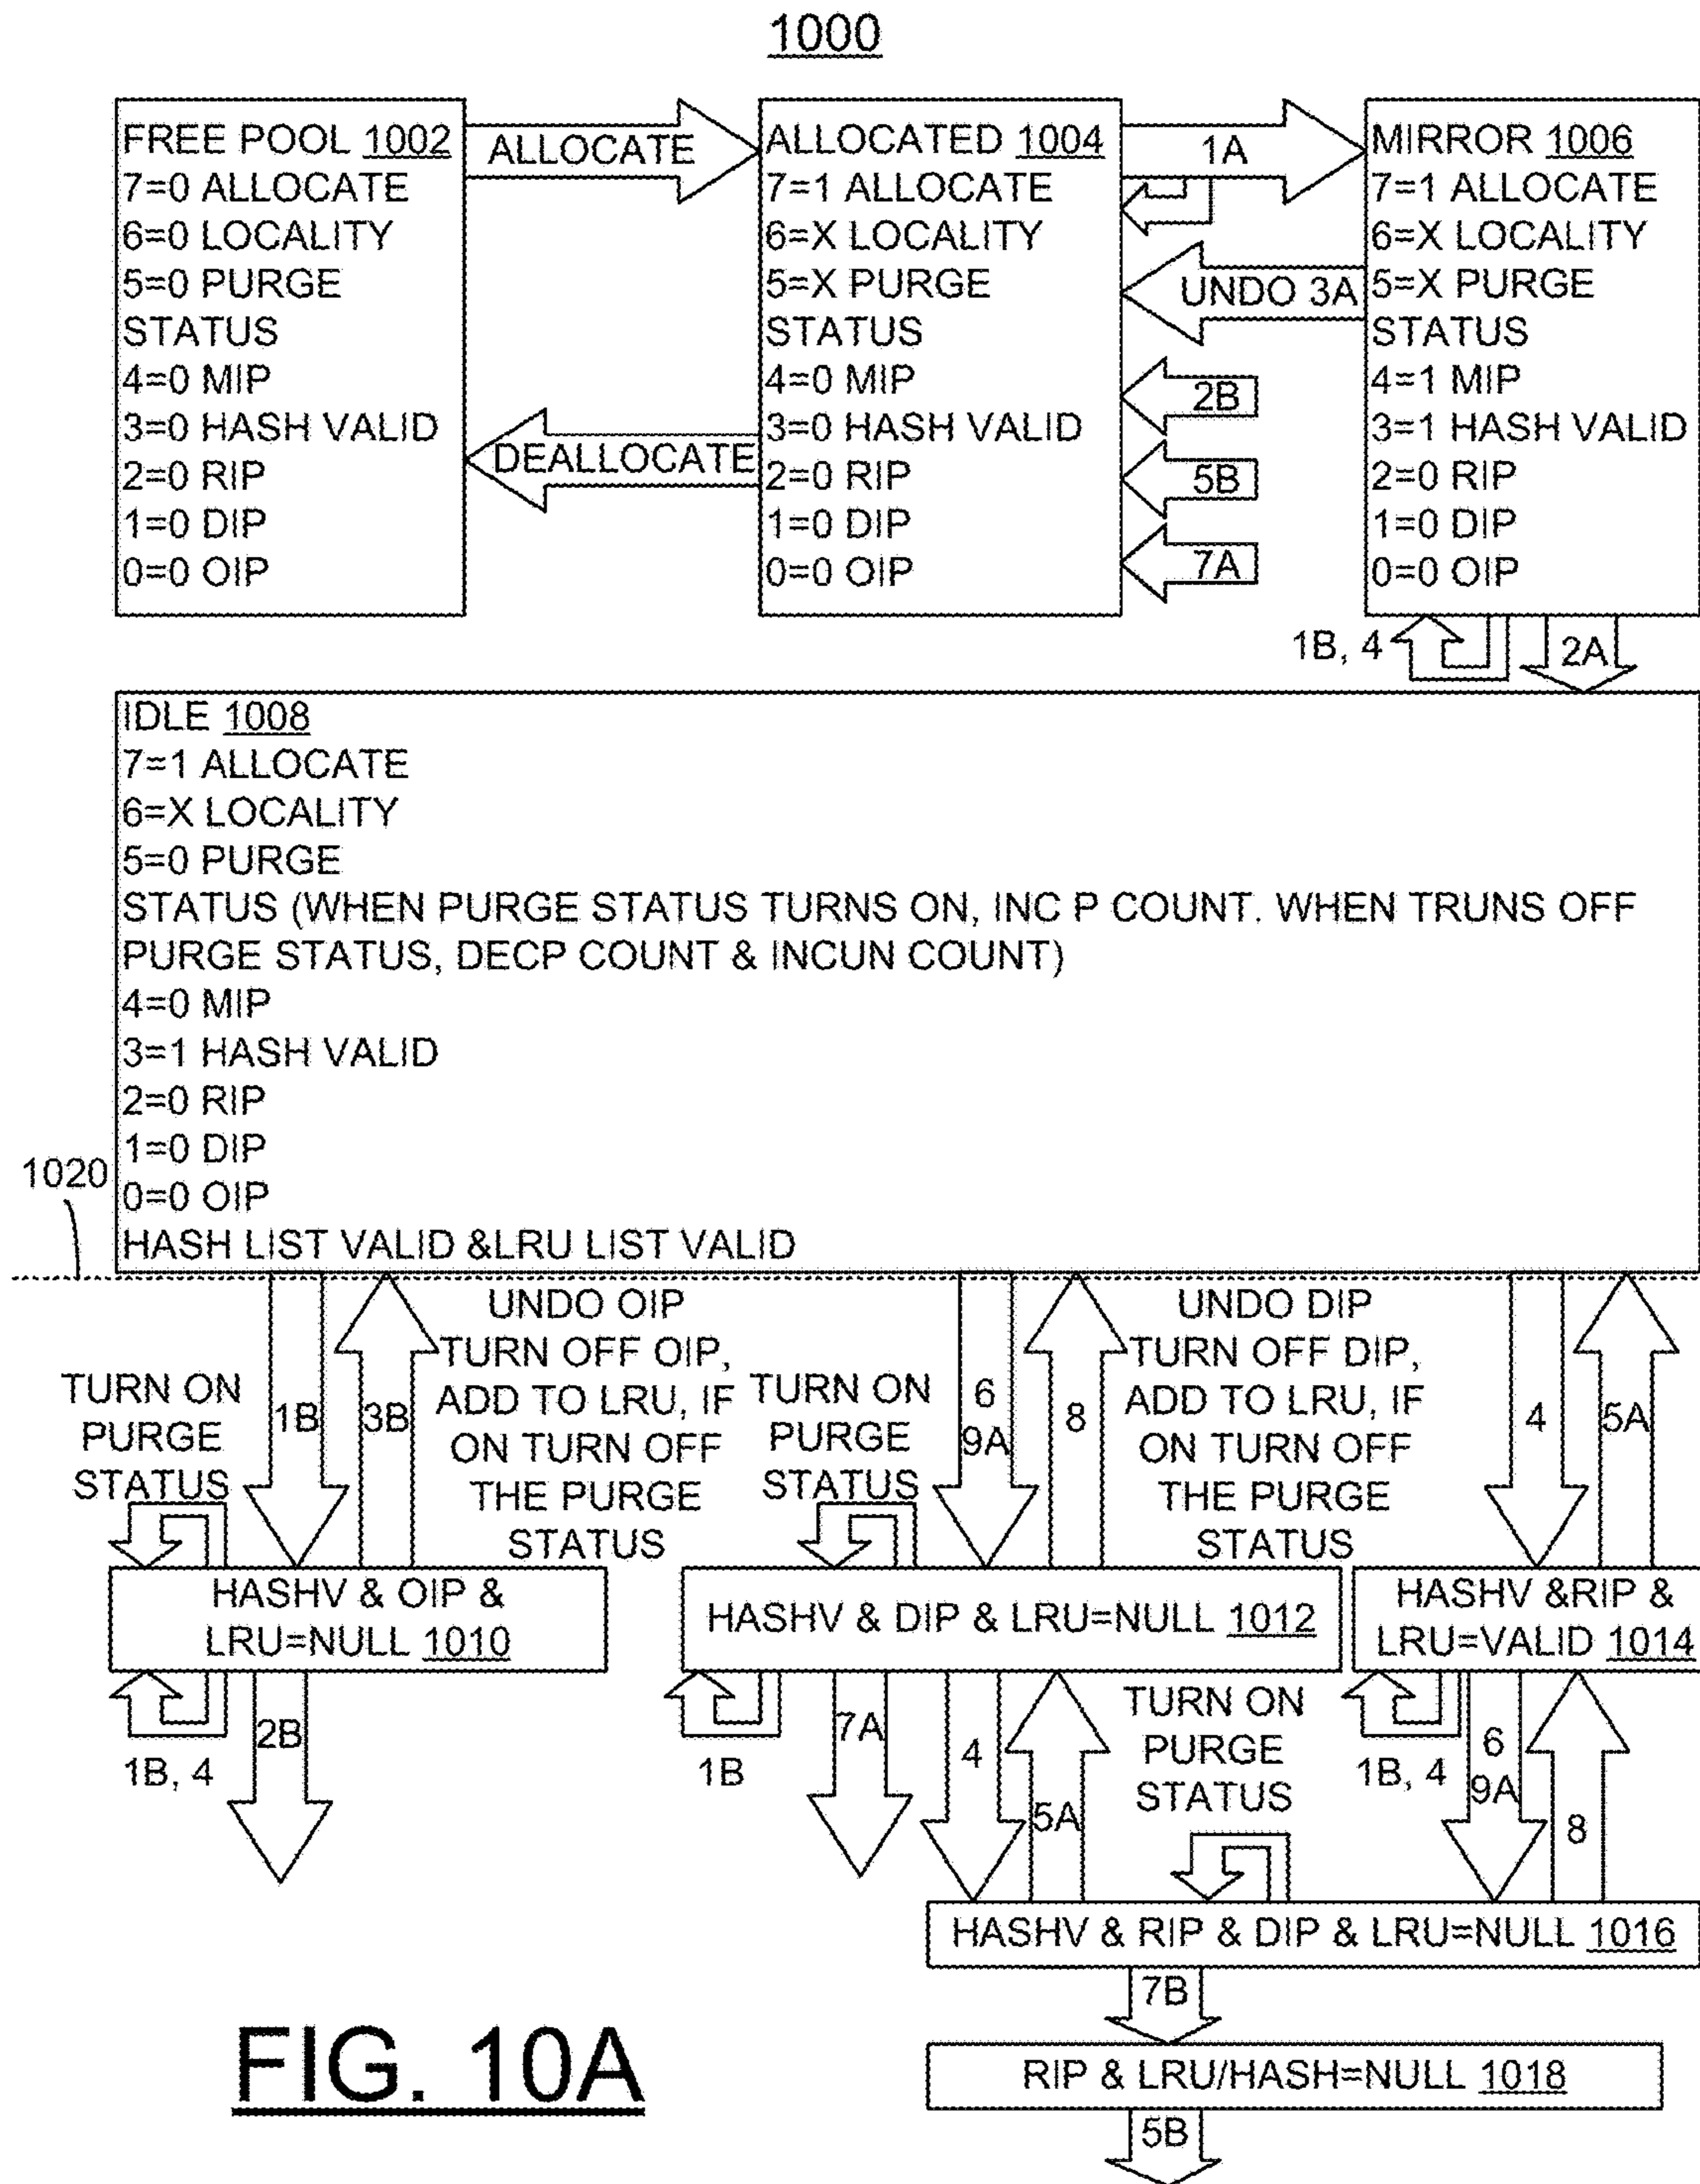 1000
FREE POOL 1002
7=0 ALLOCATE
6=0 LOCALITY
5=0 PURGE
STATUS
4=0 MIP
3=0 HASH VALID
2=0 RIP
1=0 DIP
0=0 OIP
ALLOCATE
DEALLOCATE
ALLOCATED 1004
7=1 ALLOCATE
6=X LOCALITY
5=X PURGE
STATUS
4=0 MIP
3=0 HASH VALID
2=0 RIP
1=0 DIP
0=0 OIP
1A
UNDO 3A
2B
5B
7A
MIRROR 1006
7=1 ALLOCATE
6=X LOCALITY
5=X PURGE
STATUS
4=1 MIP
3=1 HASH VALID
2=0 RIP
1=0 DIP
0=0 OIP
1B, 4
2A
IDLE 1008
7=1 ALLOCATE
6=X LOCALITY
5=0 PURGE
STATUS (WHEN PURGE STATUS TURNS ON, INC P COUNT. WHEN TRUNS OFF
PURGE STATUS, DECP COUNT & INCUN COUNT)
4=0 MIP
3=1 HASH VALID
2=0 RIP
1=0 DIP
0=0 OIP
HASH LIST VALID &LRU LIST VALID
1020
TURN ON
PURGE
STATUS
1B
3B
UNDO OIP
TURN OFF OIP,
ADD TO LRU, IF
ON TURN OFF
THE PURGE
STATUS
TURN ON
PURGE
STATUS
6
9A
8
UNDO DIP
TURN OFF DIP,
ADD TO LRU, IF
ON TURN OFF
THE PURGE
STATUS
4
5A
HASHV & OIP &
LRU=NULL 1010
HASHV & DIP & LRU=NULL 1012
HASHV &RIP &
LRU=VALID 1014
1B, 4
2B
1B
7A
4
5A
TURN ON
PURGE
STATUS
1B, 4
6
9A
8
HASHV & RIP & DIP & LRU=NULL 1016
7B
RIP & LRU/HASH=NULL 1018
5B
FIG. 10A